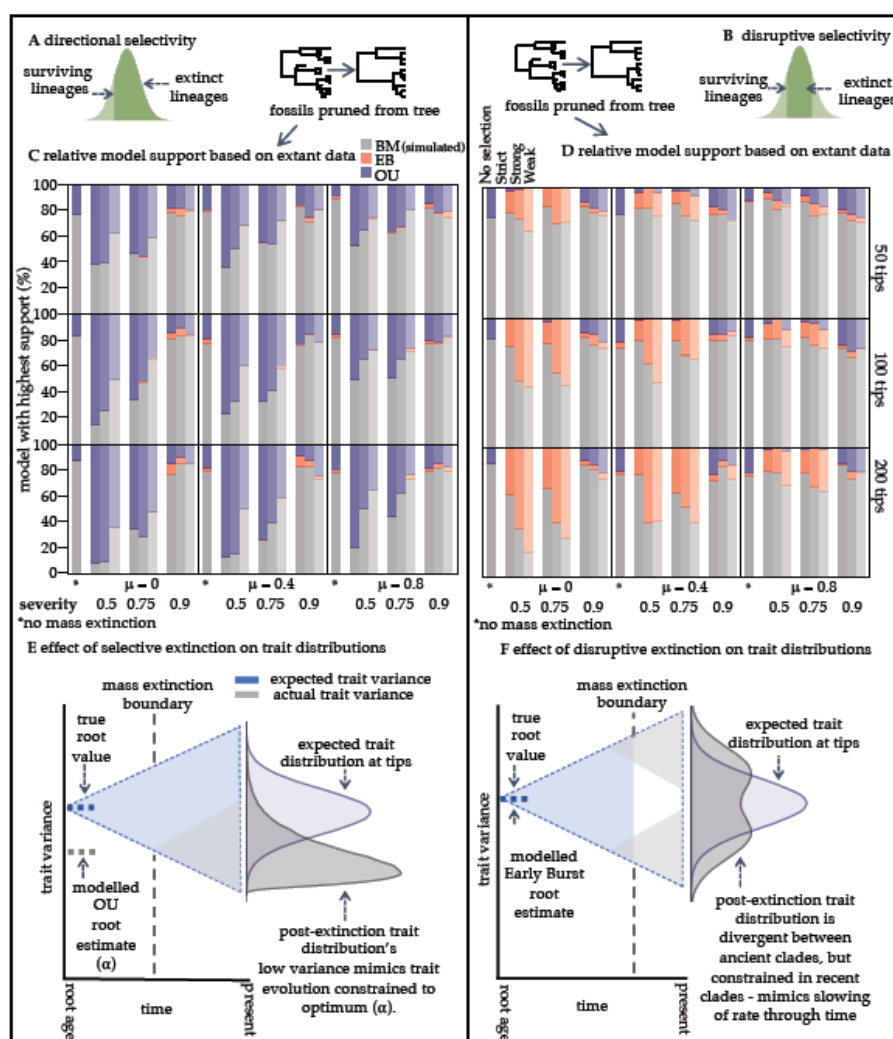 A directional selectivity
surviving
lineages
extinct
lineages
fossils pruned from tree
C relative model support based on extant data
BM (simulated)
EB
OU
model with highest support (%)
100
80
60
40
20
100
80
60
40
20
100
80
60
40
20
0
* μ – 0 * μ – 0.4 * μ – 0.8
severity 0.5 0.75 0.9 0.5 0.75 0.9 0.5 0.75 0.9
*no mass extinction
E effect of selective extinction on trait distributions
expected trait variance
actual trait variance
mass extinction
boundary
true
root
value
expected trait
distribution at tips
trait variance
modelled
OU
root
estimate
(α)
post-extinction trait
distribution's
low variance mimics trait
evolution constrained to
optimum (α).
root age
time
present
B disruptive selectivity
surviving
lineages
extinct
lineages
fossils pruned from tree
D relative model support based on extant data
No selection
Strict
Strong
Weak
50 tips
100 tips
200 tips
* μ – 0 * μ – 0.4 * μ – 0.8
0.5 0.75 0.9 0.5 0.75 0.9 0.5 0.75 0.9
*no mass extinction
F effect of disruptive extinction on trait distributions
mass extinction
boundary
true
root
value
expected trait
distribution at tips
trait variance
modelled
Early Burst
root
estimate
post-extinction trait
distribution is
divergent between
ancient clades, but
constrained in recent
clades - mimics slowing
of rate through time
root age
time
present